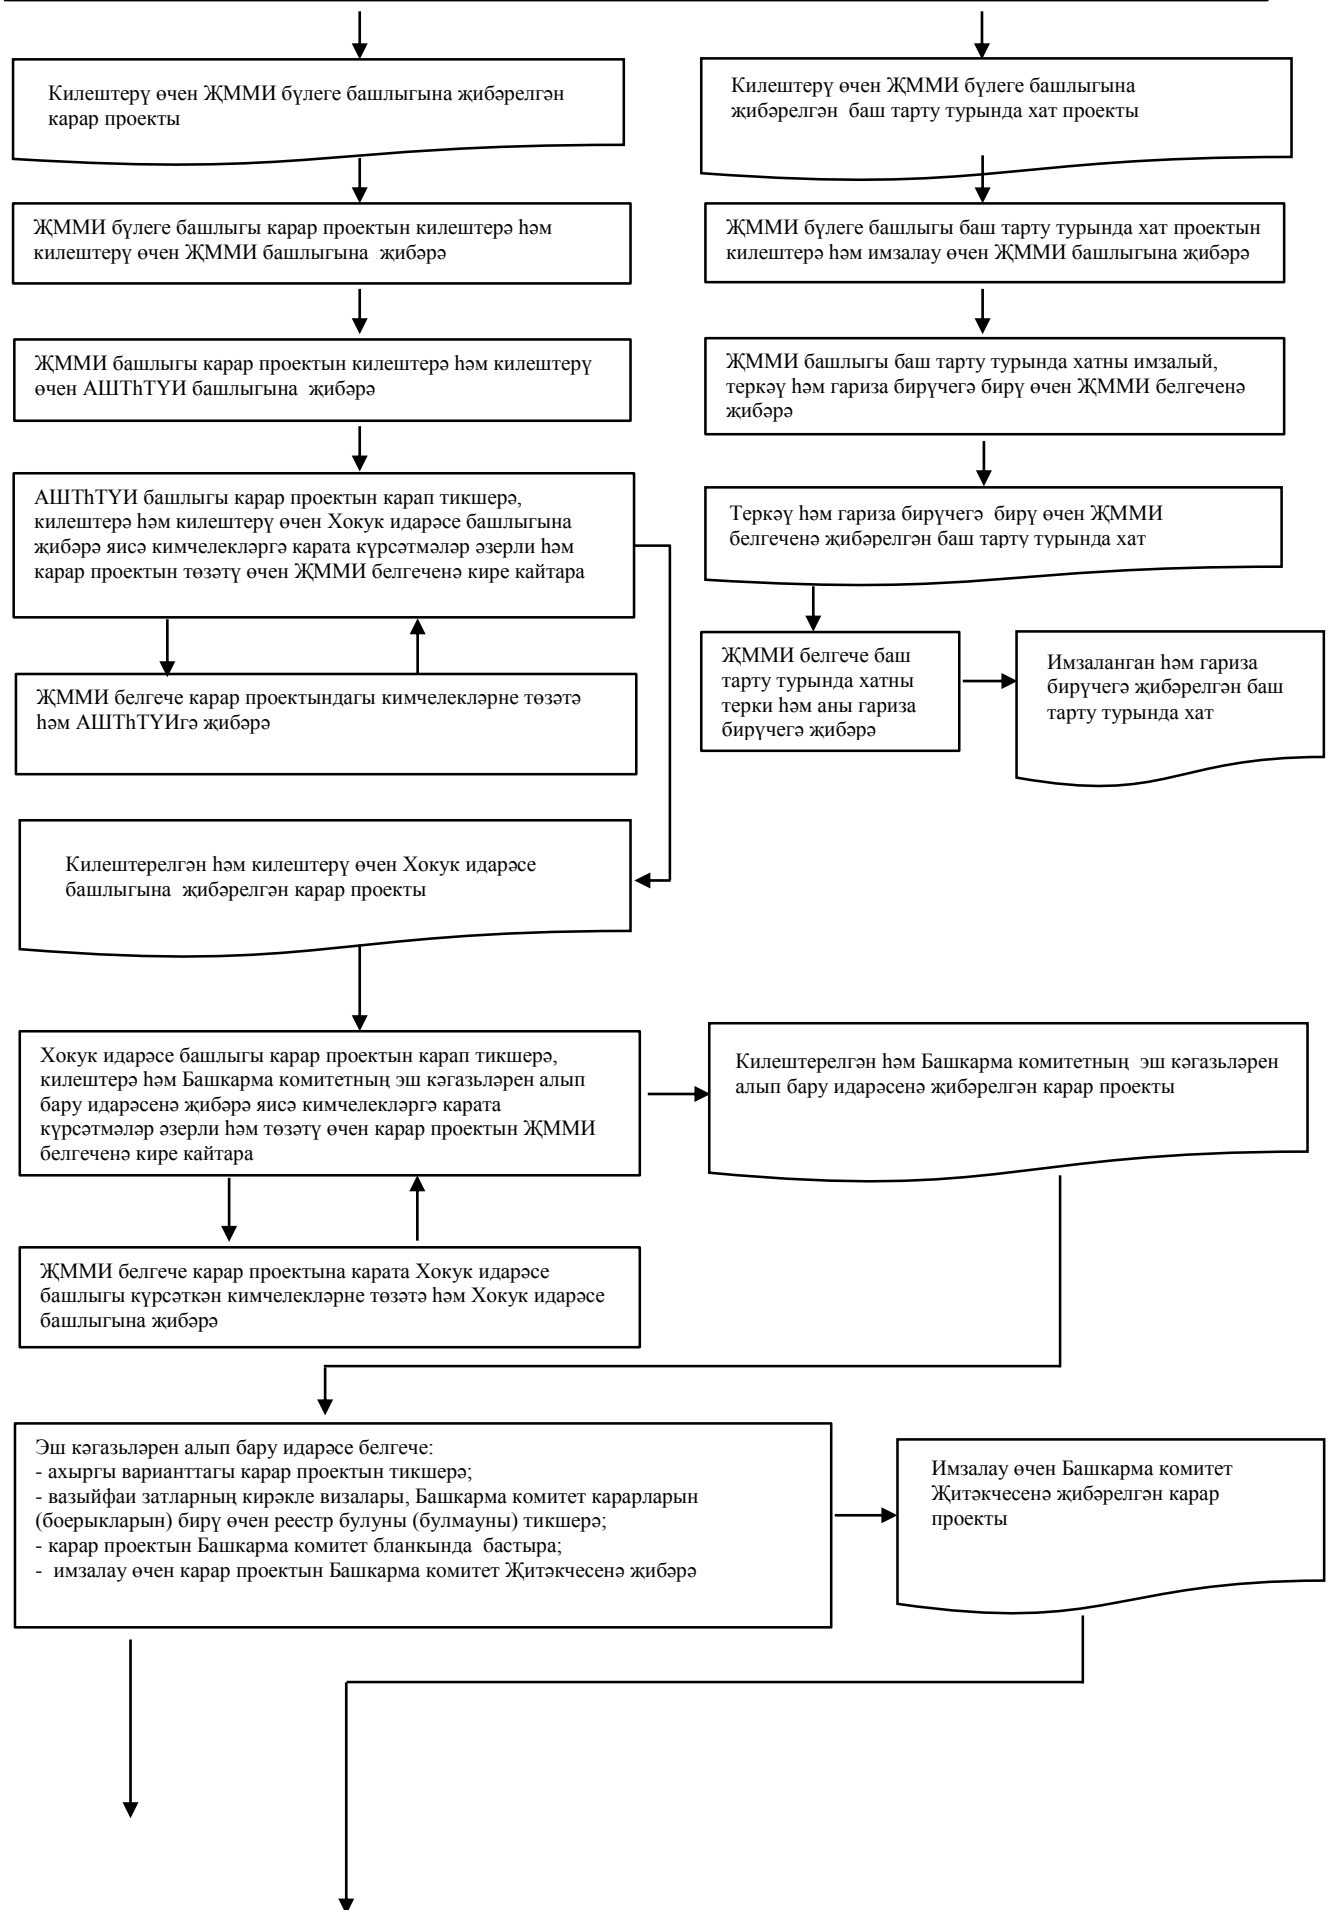 Килештерү өчен ҖММИ бүлеге башлыгына җибәрелгән
карар проекты
Килештерү өчен ҖММИ бүлеге башлыгына
җибәрелгән баш тарту турында хат проекты
ҖММИ бүлеге башлыгы карар проектын килештерә һәм
килештерү өчен ҖММИ башлыгына җибәрә
ҖММИ бүлеге башлыгы баш тарту турында хат проектын
килештерә һәм имзалау өчен ҖММИ башлыгына җибәрә
ҖММИ башлыгы карар проектын килештерә һәм килештерү
өчен АШТһТҮИ башлыгына җибәрә
ҖММИ башлыгы баш тарту турында хатны имзалый,
теркәү һәм гариза бирүчегә бирү өчен ҖММИ белгеченә
җибәрә
АШТһТҮИ башлыгы карар проектын карап тикшерә,
килештерә һәм килештерү өчен Хокук идарәсе башлыгына
җибәрә яисә кимчелекләргә карата күрсәтмәләр әзерли һәм
карар проектын төзәтү өчен ҖММИ белгеченә кире кайтара
Теркәү һәм гариза бирүчегә бирү өчен ҖММИ
белгеченә җибәрелгән баш тарту турында хат
ҖММИ белгече карар проектындагы кимчелекләрне төзәтә
һәм АШТһТҮИгә җибәрә
ҖММИ белгече баш
тарту турында хатны
терки һәм аны гариза
бирүчегә җибәрә
Имзаланган һәм гариза
бирүчегә җибәрелгән баш
тарту турында хат
Килештерелгән һәм килештерү өчен Хокук идарәсе
башлыгына җибәрелгән карар проекты
Хокук идарәсе башлыгы карар проектын карап тикшерә,
килештерә һәм Башкарма комитетның эш кәгазьләрен алып
бару идарәсенә җибәрә яисә кимчелекләргә карата
күрсәтмәләр әзерли һәм төзәтү өчен карар проектын ҖММИ
белгеченә кире кайтара
Килештерелгән һәм Башкарма комитетның эш кәгазьләрен
алып бару идарәсенә җибәрелгән карар проекты
ҖММИ белгече карар проектына карата Хокук идарәсе
башлыгы күрсәткән кимчелекләрне төзәтә һәм Хокук идарәсе
башлыгына җибәрә
Эш кәгазьләрен алып бару идарәсе белгече:
- ахыргы варианттагы карар проектын тикшерә;
- вазыйфаи затларның кирәкле визалары, Башкарма комитет карарларын
(боерыкларын) бирү өчен реестр булуны (булмауны) тикшерә;
- карар проектын Башкарма комитет бланкында бастыра;
- имзалау өчен карар проектын Башкарма комитет Җитәкчесенә җибәрә
Имзалау өчен Башкарма комитет
Җитәкчесенә җибәрелгән карар
проекты